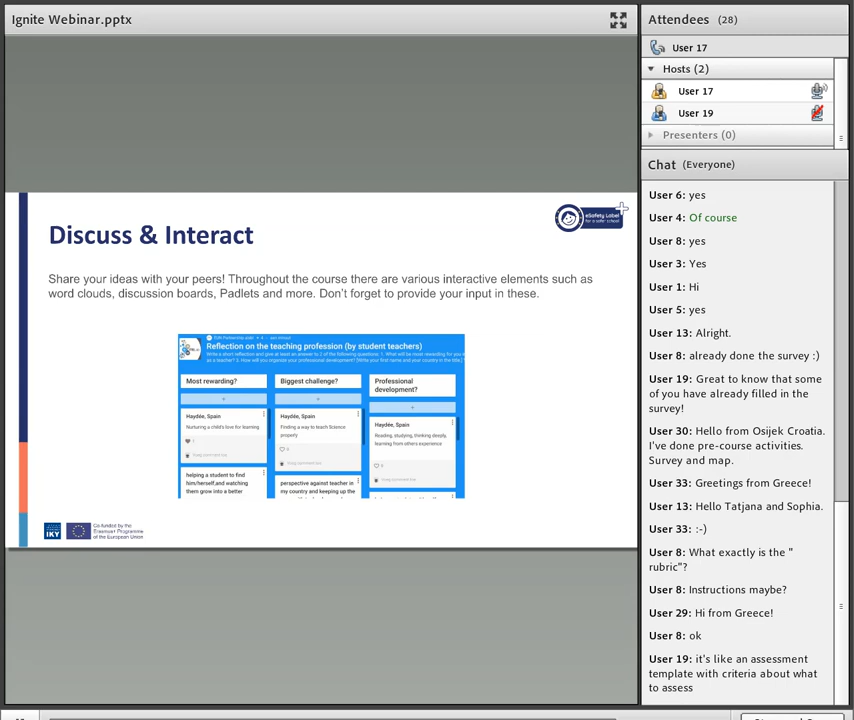 Ignite Webinar.pptx
Discuss & Interact
eSafety Label
Share your ideas with your peers! Throughout the course there are various interactive elements such as
word clouds, discussion boards, Padlets and more. Don't forget to provide your input in these.
Reflection on the teaching profession (by student teachers)
Most rewarding?
Biggest challenge?
Professional
development?
Haydée, Spain
Nurturing a child's love for learning
Haydée, Spain
Finding a way to teach Science
properly
Haydée, Spain
Reading, studying, thinking deeply,
learning from others experience
helping a student to find
him/herself,and watching
them grow into a better
perspective against teacher in
my country and keeping up the
IKY
Co-funded by the
Erasmus+ Programme
of the European Union
Attendees (28)
User 17
Hosts (2)
User 17
User 19
Presenters (0)
Chat (Everyone)
User 6: yes
User 4: Of course
User 8: yes
User 3: Yes
User 1: Hi
User 5: yes
User 13: Alright.
User 8: already done the survey :)
User 19: Great to know that some
of you have already filled in the
survey!
User 30: Hello from Osijek Croatia.
I've done pre-course activities.
Survey and map.
User 33: Greetings from Greece!
User 13: Hello Tatjana and Sophia.
User 33: :-)
User 8: What exactly is the "
rubric"?
User 8: Instructions maybe?
User 29: Hi from Greece!
User 8: ok
User 19: it's like an assessment
template with criteria about what
to assess